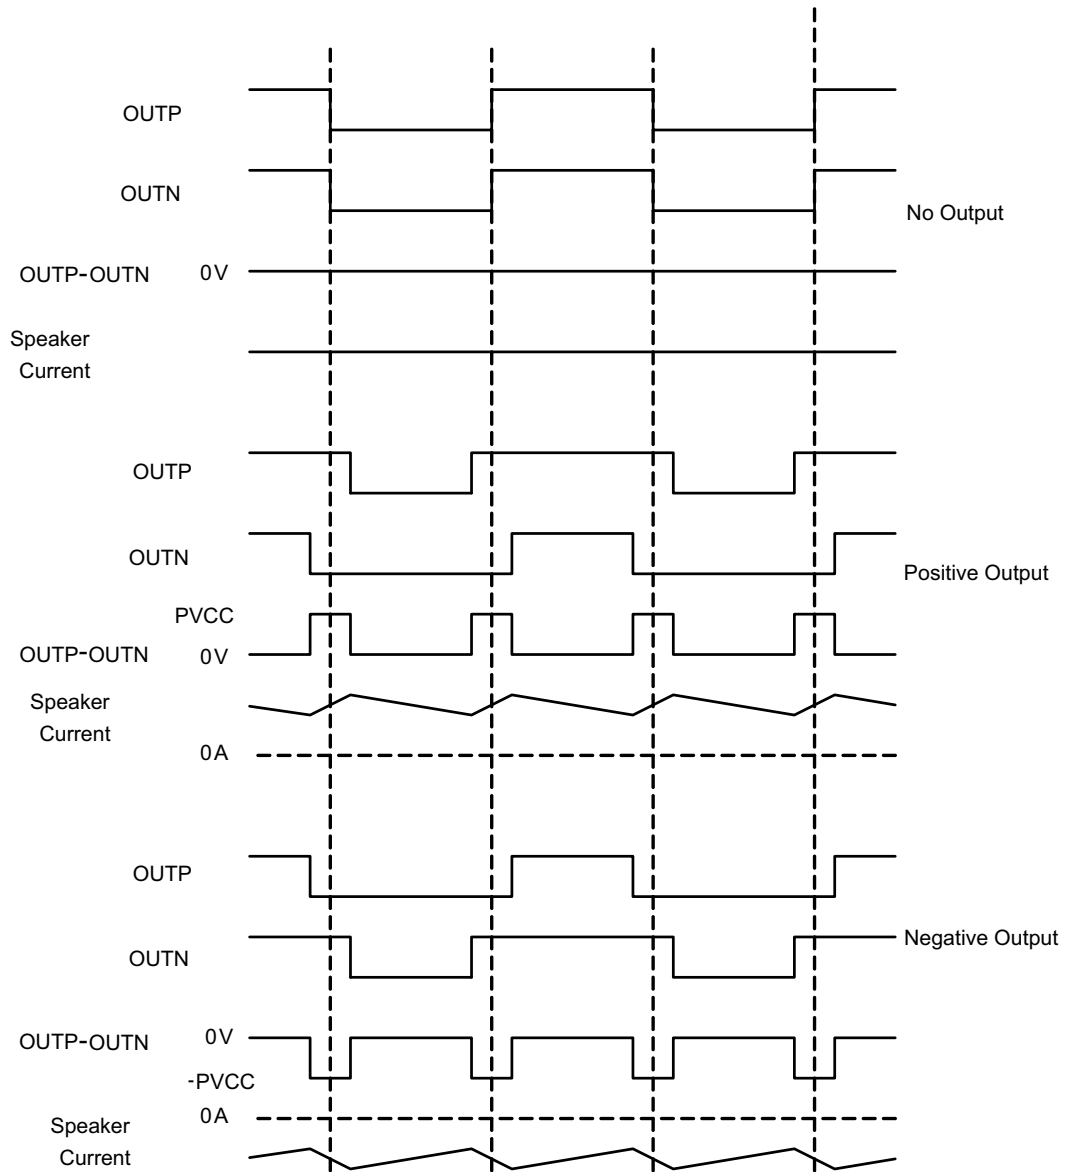 OUTP
OUTN
No Output
OUTP-OUTN 0V
Speaker
Current
OUTP
OUTN
Positive Output
PVCC
OUTP-OUTN 0V
Speaker
Current
0A
OUTP
OUTN
Negative Output
OUTP-OUTN 0V
-PVCC
0A
Speaker
Current